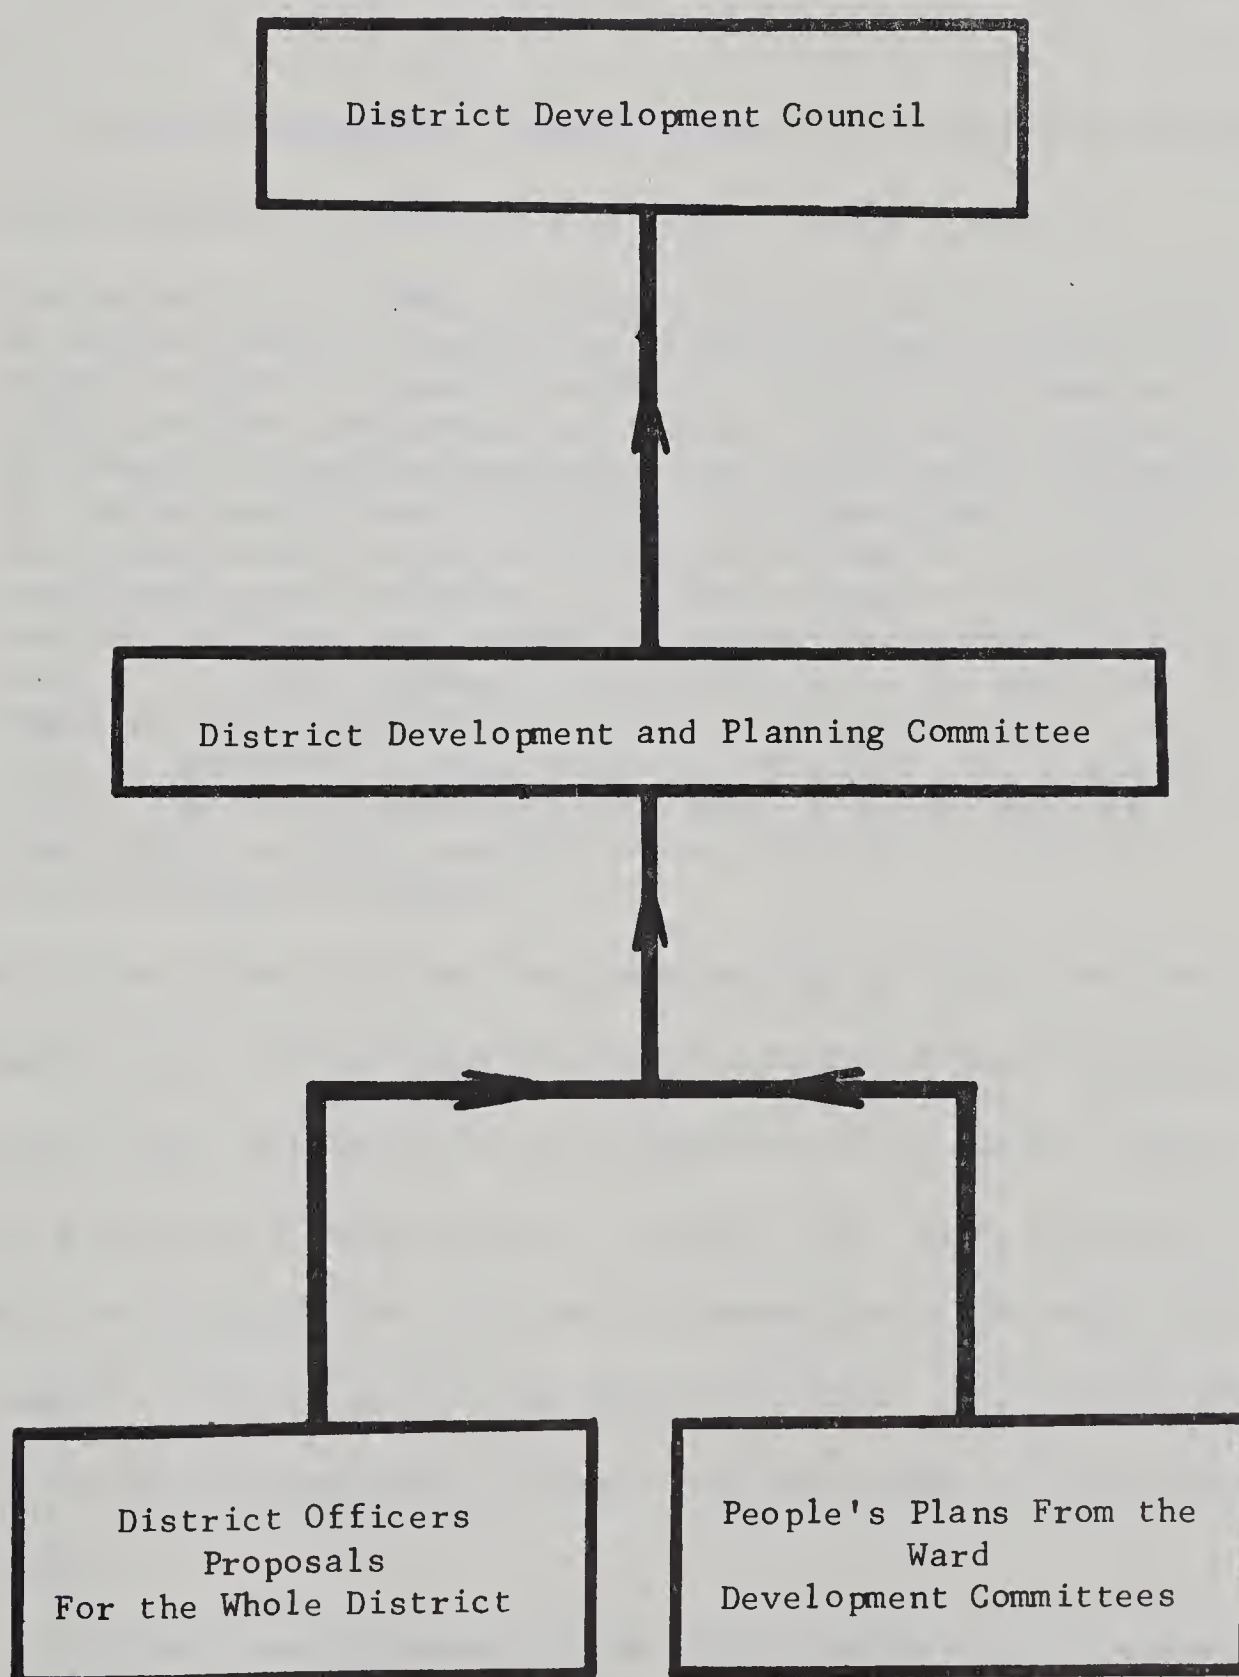 District Development Council
District Development and Planning Committee
District Officers
Proposals
For the Whole District
People's Plans From the
Ward
Development Committees